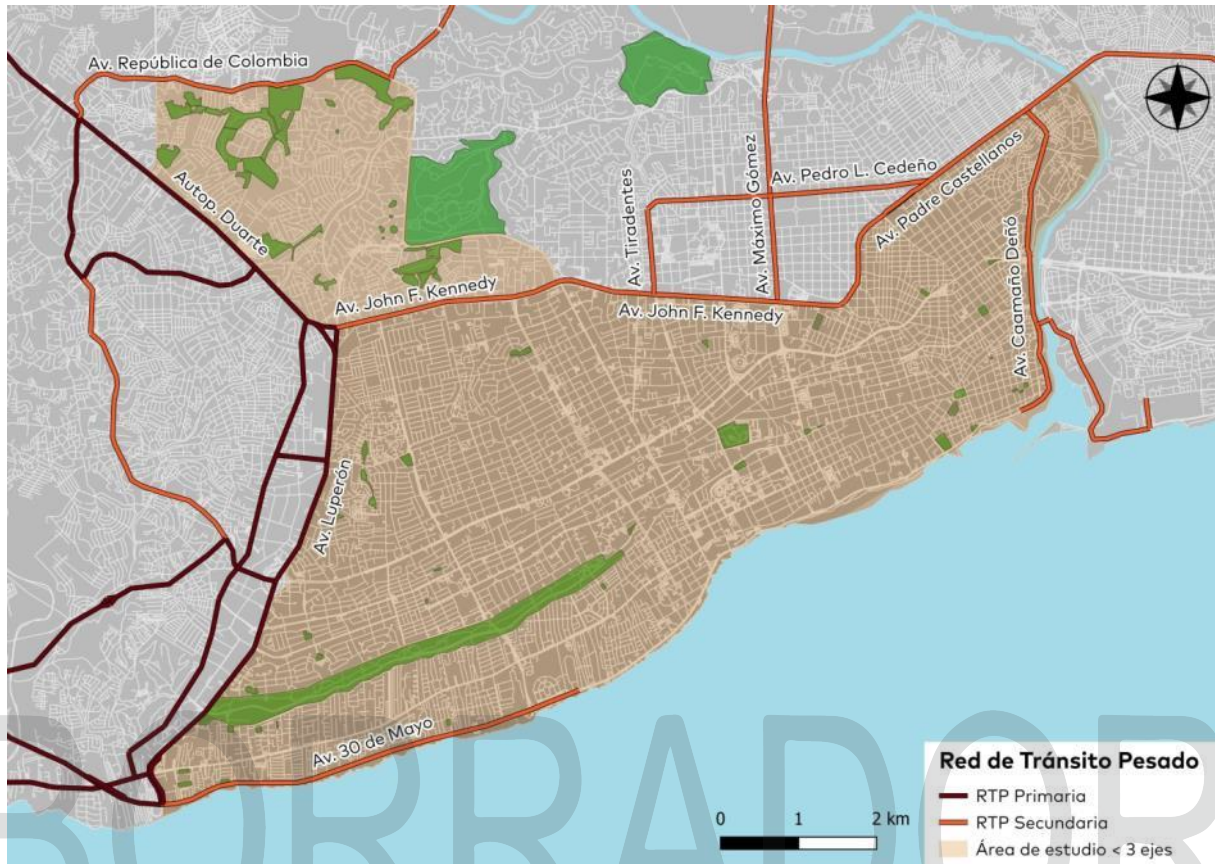 Av. República de Colombia
Autop. Duarte
Av. John F. Kennedy
Av. Tiradentes
Av. Máximo Gómez
Av. Pedro L. Cedeño
Av. Padre Castellanos
Av. John F. Kennedy
Av. Caamaño Deñó
Av. Luperón
Av. 30 de Mayo
BORRADOR
0 1 2 km
Red de Tránsito Pesado
RTP Primaria
RTP Secundaria
Área de estudio < 3 ejes